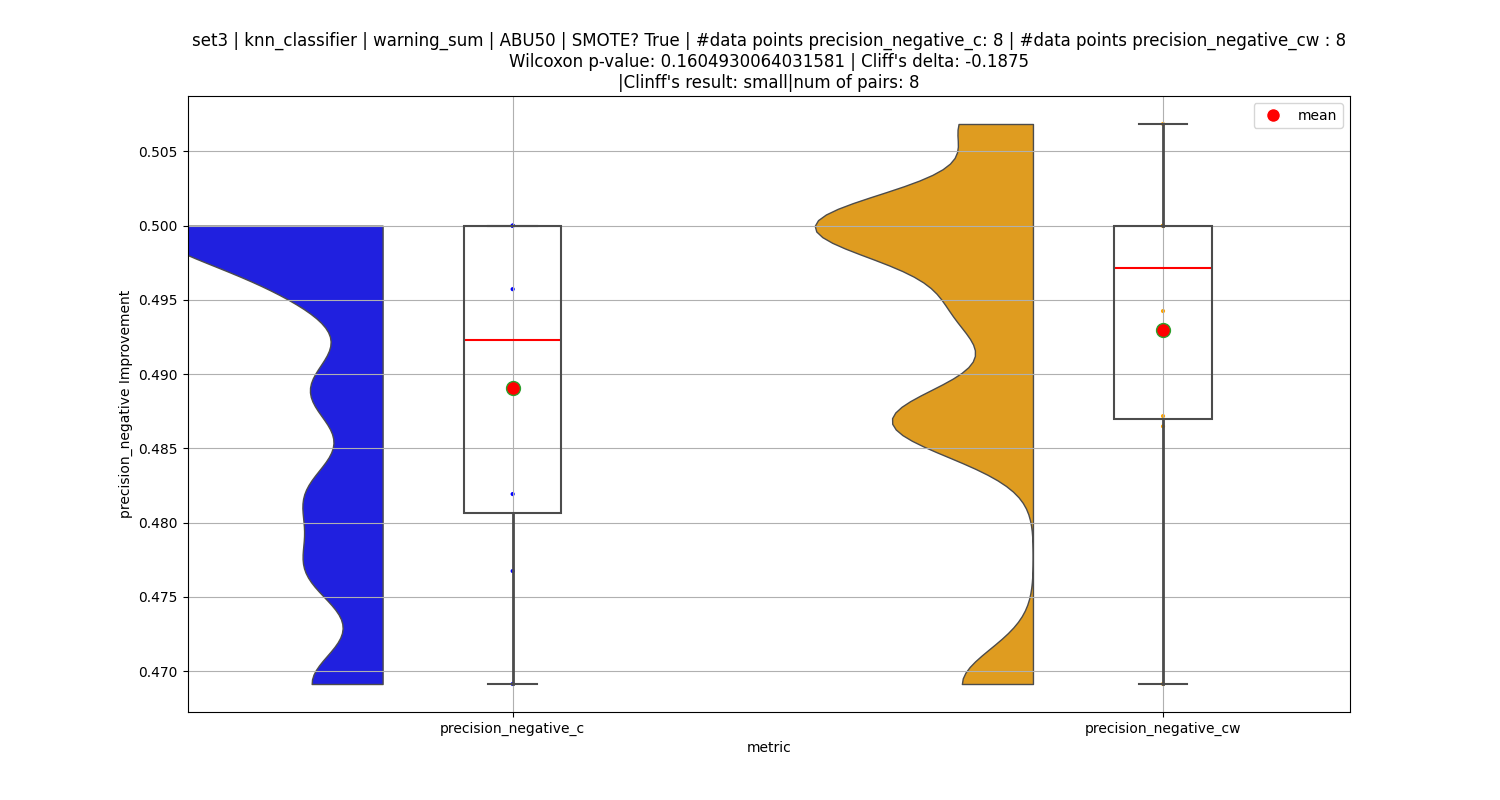 set3 | knn_classifier | warning_sum | ABU50 | SMOTE? True | #data points precision_negative_c: 8 | #data points precision_negative_cw : 8
Wilcoxon p-value: 0.1604930064031581 | Cliff's delta: -0.1875
|Clinff's result: small|num of pairs: 8
mean
0.505
0.500
0.495
0.490
0.485
0.480
0.475
0.470
precision_negative Improvement
precision_negative_c
precision_negative_cw
metric